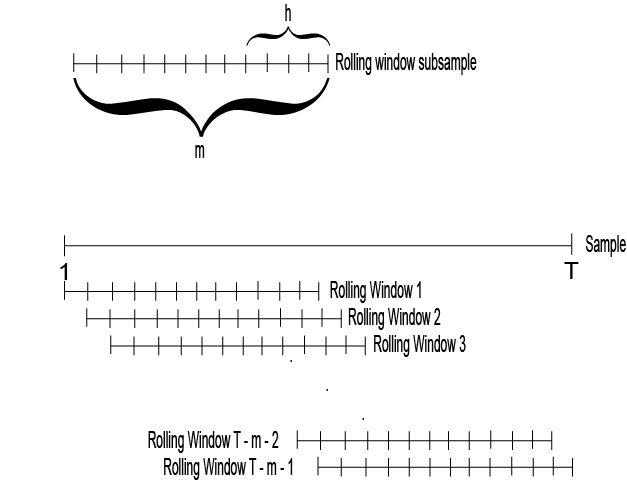 h
Rolling window subsample
m
Sample
1
T
Rolling Window 1
Rolling Window 2
Rolling Window 3
Rolling Window T - m - 2
Rolling Window T - m - 1